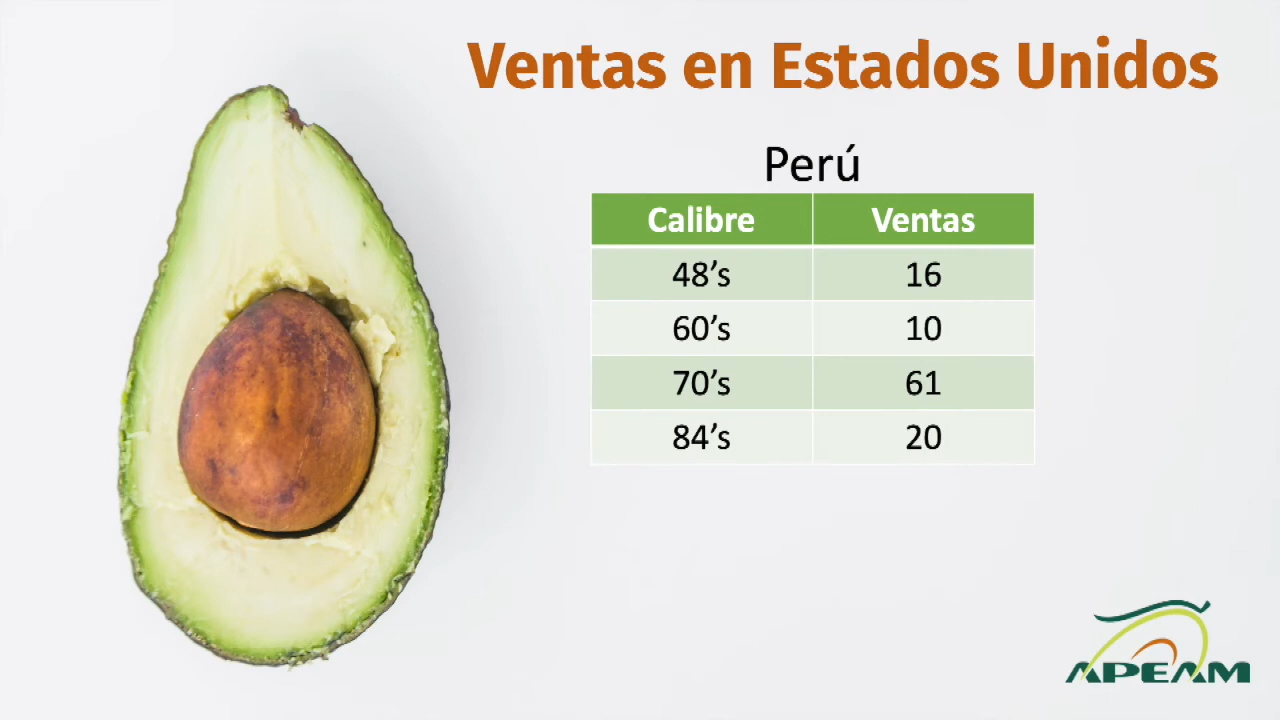 Ventas en Estados Unidos
Perú
Calibre Ventas
48’s 16
60’s 10
70’s 61
84’s 20
APEAM